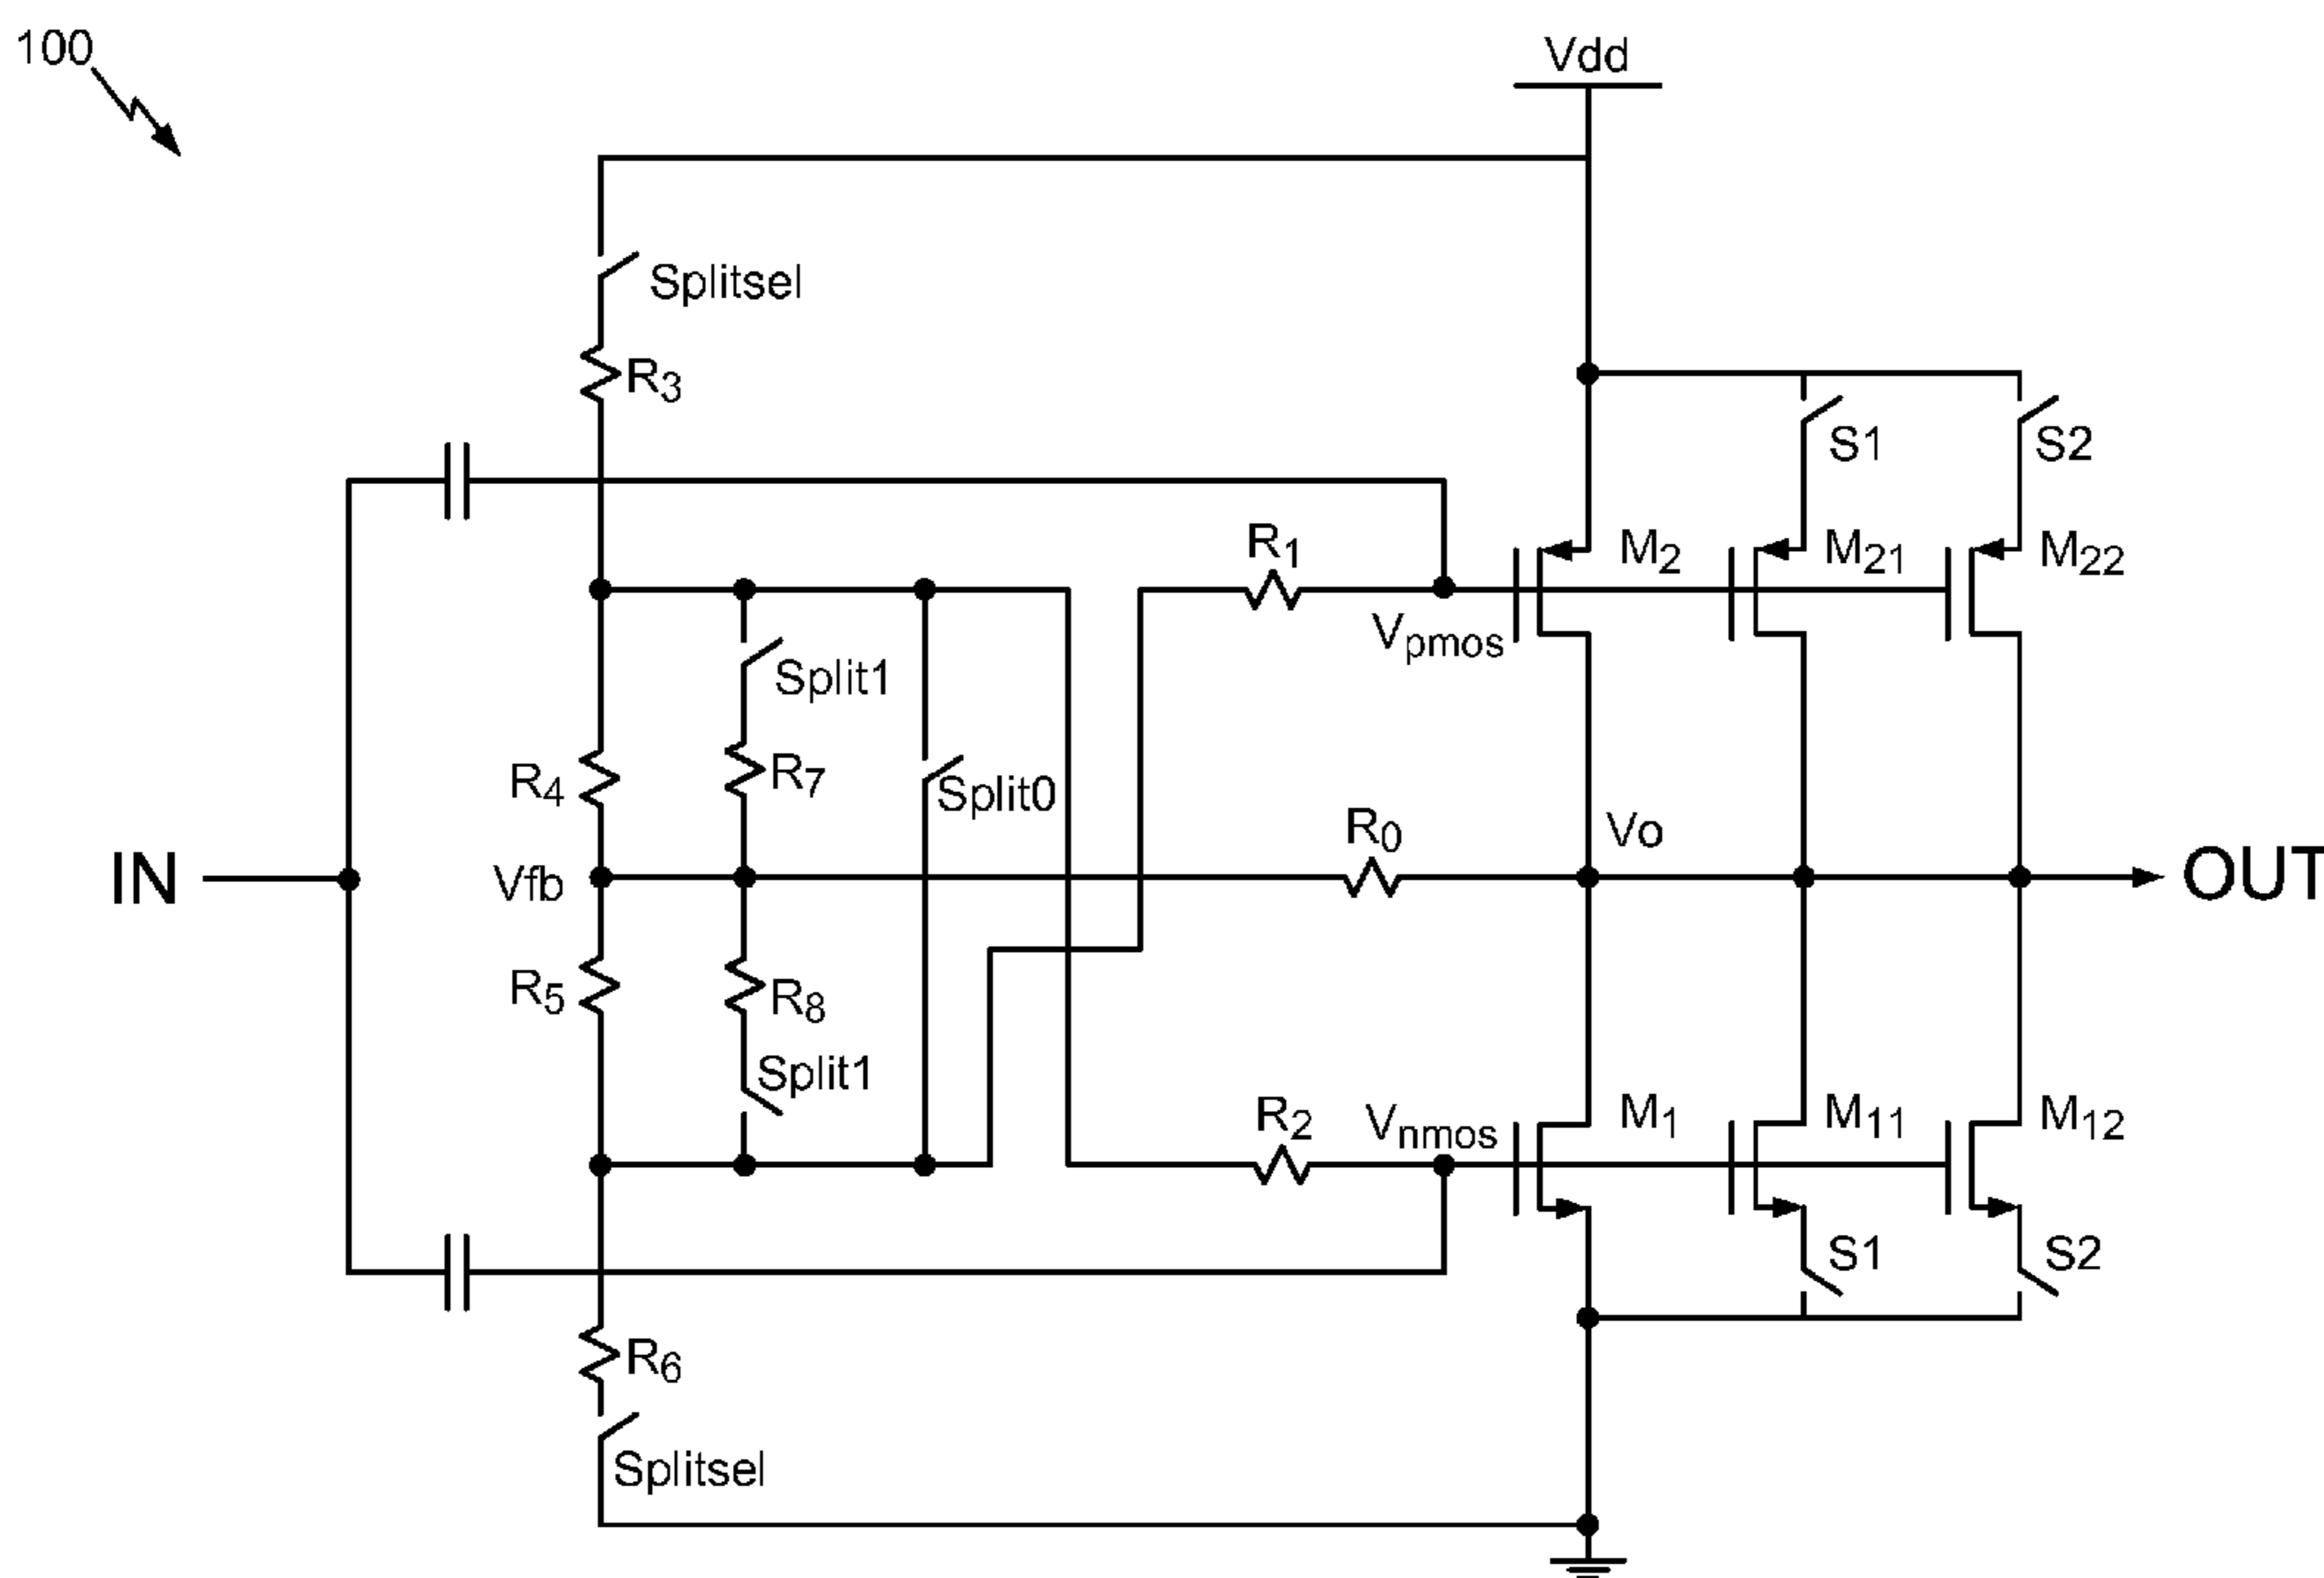 100
Vdd
Splitsel
R3
S1
S2
R1
M2
M21
M22
Vpmos
Split1
R4
R7
Split0
R0
Vo
IN
Vfb
OUT
R5
R8
Split1
R2
Vnmos
M1
M11
M12
S1
S2
R6
Splitsel